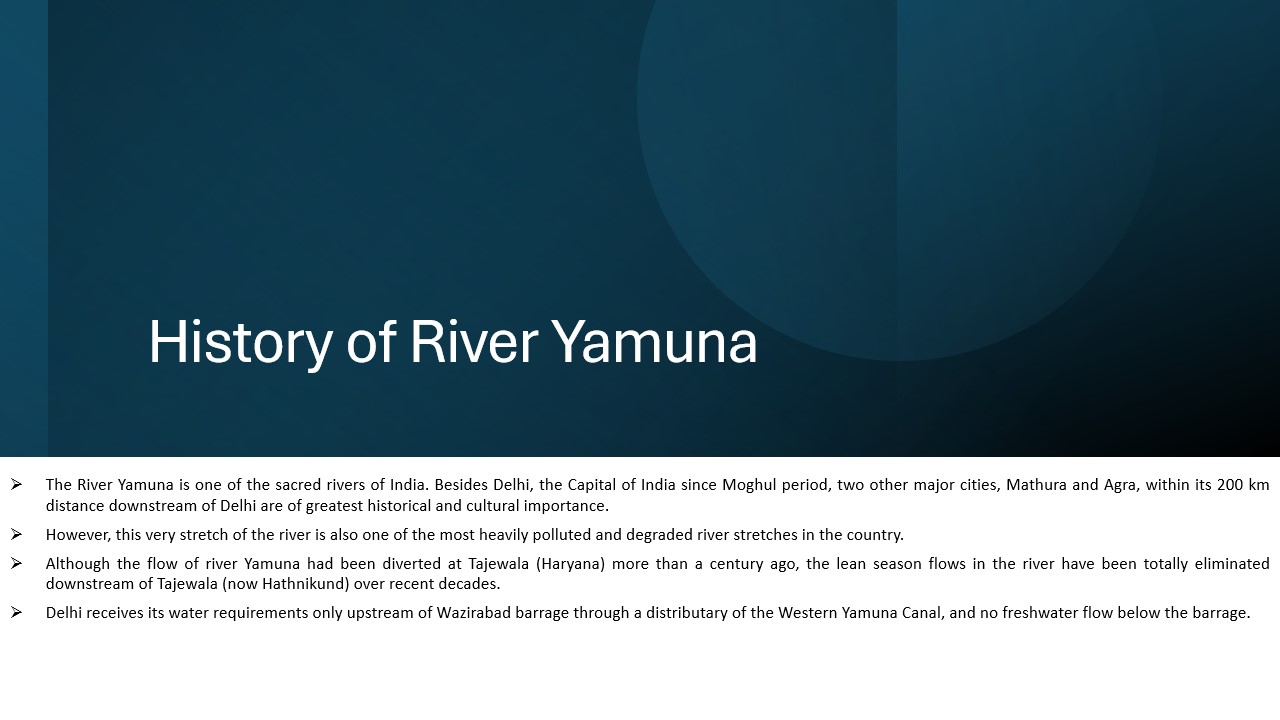 History of River Yamuna
➢ The River Yamuna is one of the sacred rivers of India. Besides Delhi, the Capital of India since Moghul period, two other major cities, Mathura and Agra, within its 200 km
distance downstream of Delhi are of greatest historical and cultural importance.
➢ However, this very stretch of the river is also one of the most heavily polluted and degraded river stretches in the country.
➢ Although the flow of river Yamuna had been diverted at Tajewala (Haryana) more than a century ago, the lean season flows in the river have been totally eliminated
downstream of Tajewala (now Hathnikund) over recent decades.
➢ Delhi receives its water requirements only upstream of Wazirabad barrage through a distributary of the Western Yamuna Canal, and no freshwater flow below the barrage.